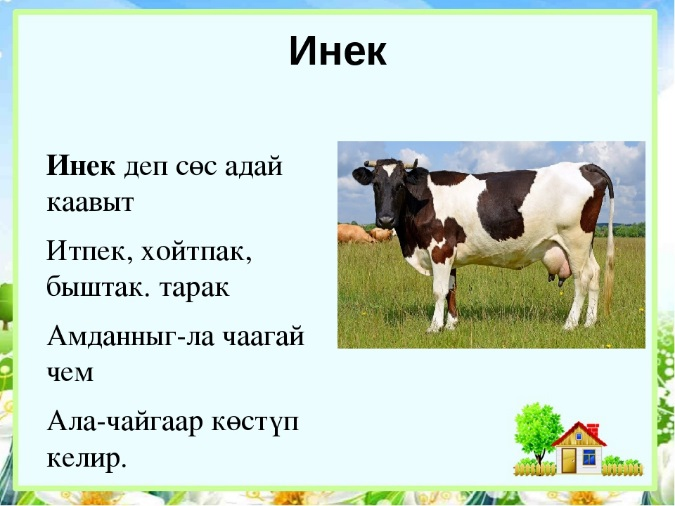 Инек
Инек деп сөс адай
каавыт
Итпек, хойтпак,
быштак. тарак
Амданныг-ла чаагай
чем
Ала-чайгаар көстүп
келир.